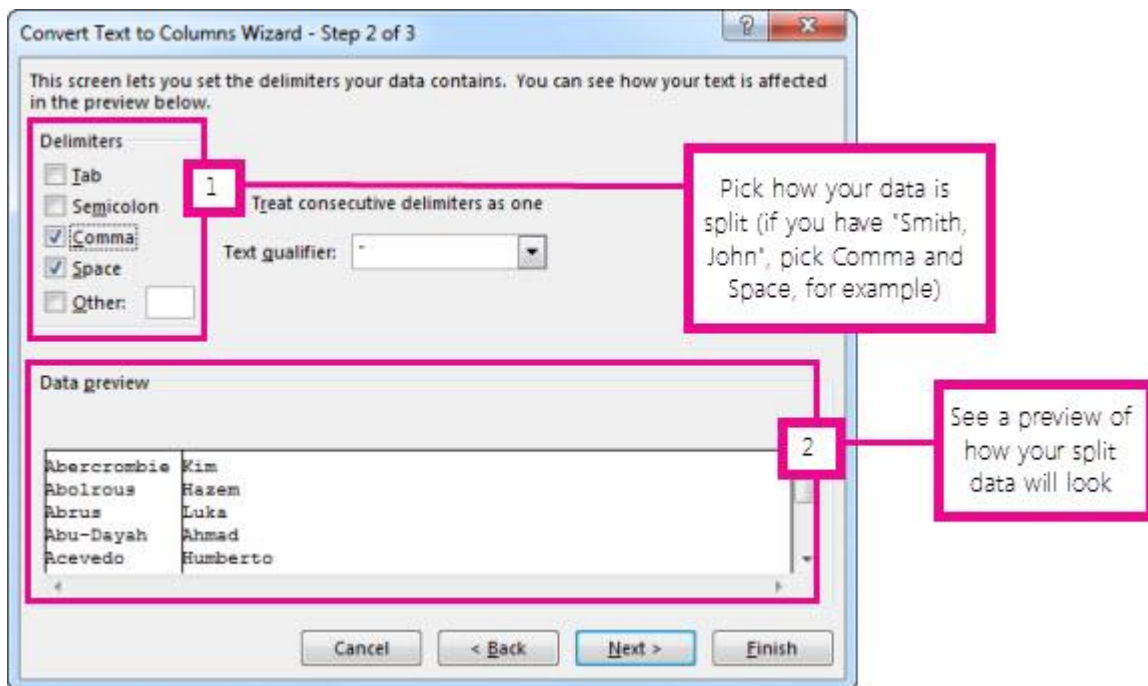 Convert Text to Columns Wizard - Step 2 of 3
This screen lets you set the delimiters your data contains. You can see how your text is affected
in the preview below.
Delimiters
Tab
Semicolon
Comma
Space
Other:
1
Treat consecutive delimiters as one
Text qualifier: "
Pick how your data is
split (if you have "Smith,
John", pick Comma and
Space, for example)
Data preview
2
Abercrombie Kim
Abolrous Hazem
Abrus Luka
Abu-Dayah Ahmad
Acevedo Humberto
See a preview of
how your split
data will look
Cancel
< Back
Next >
Finish